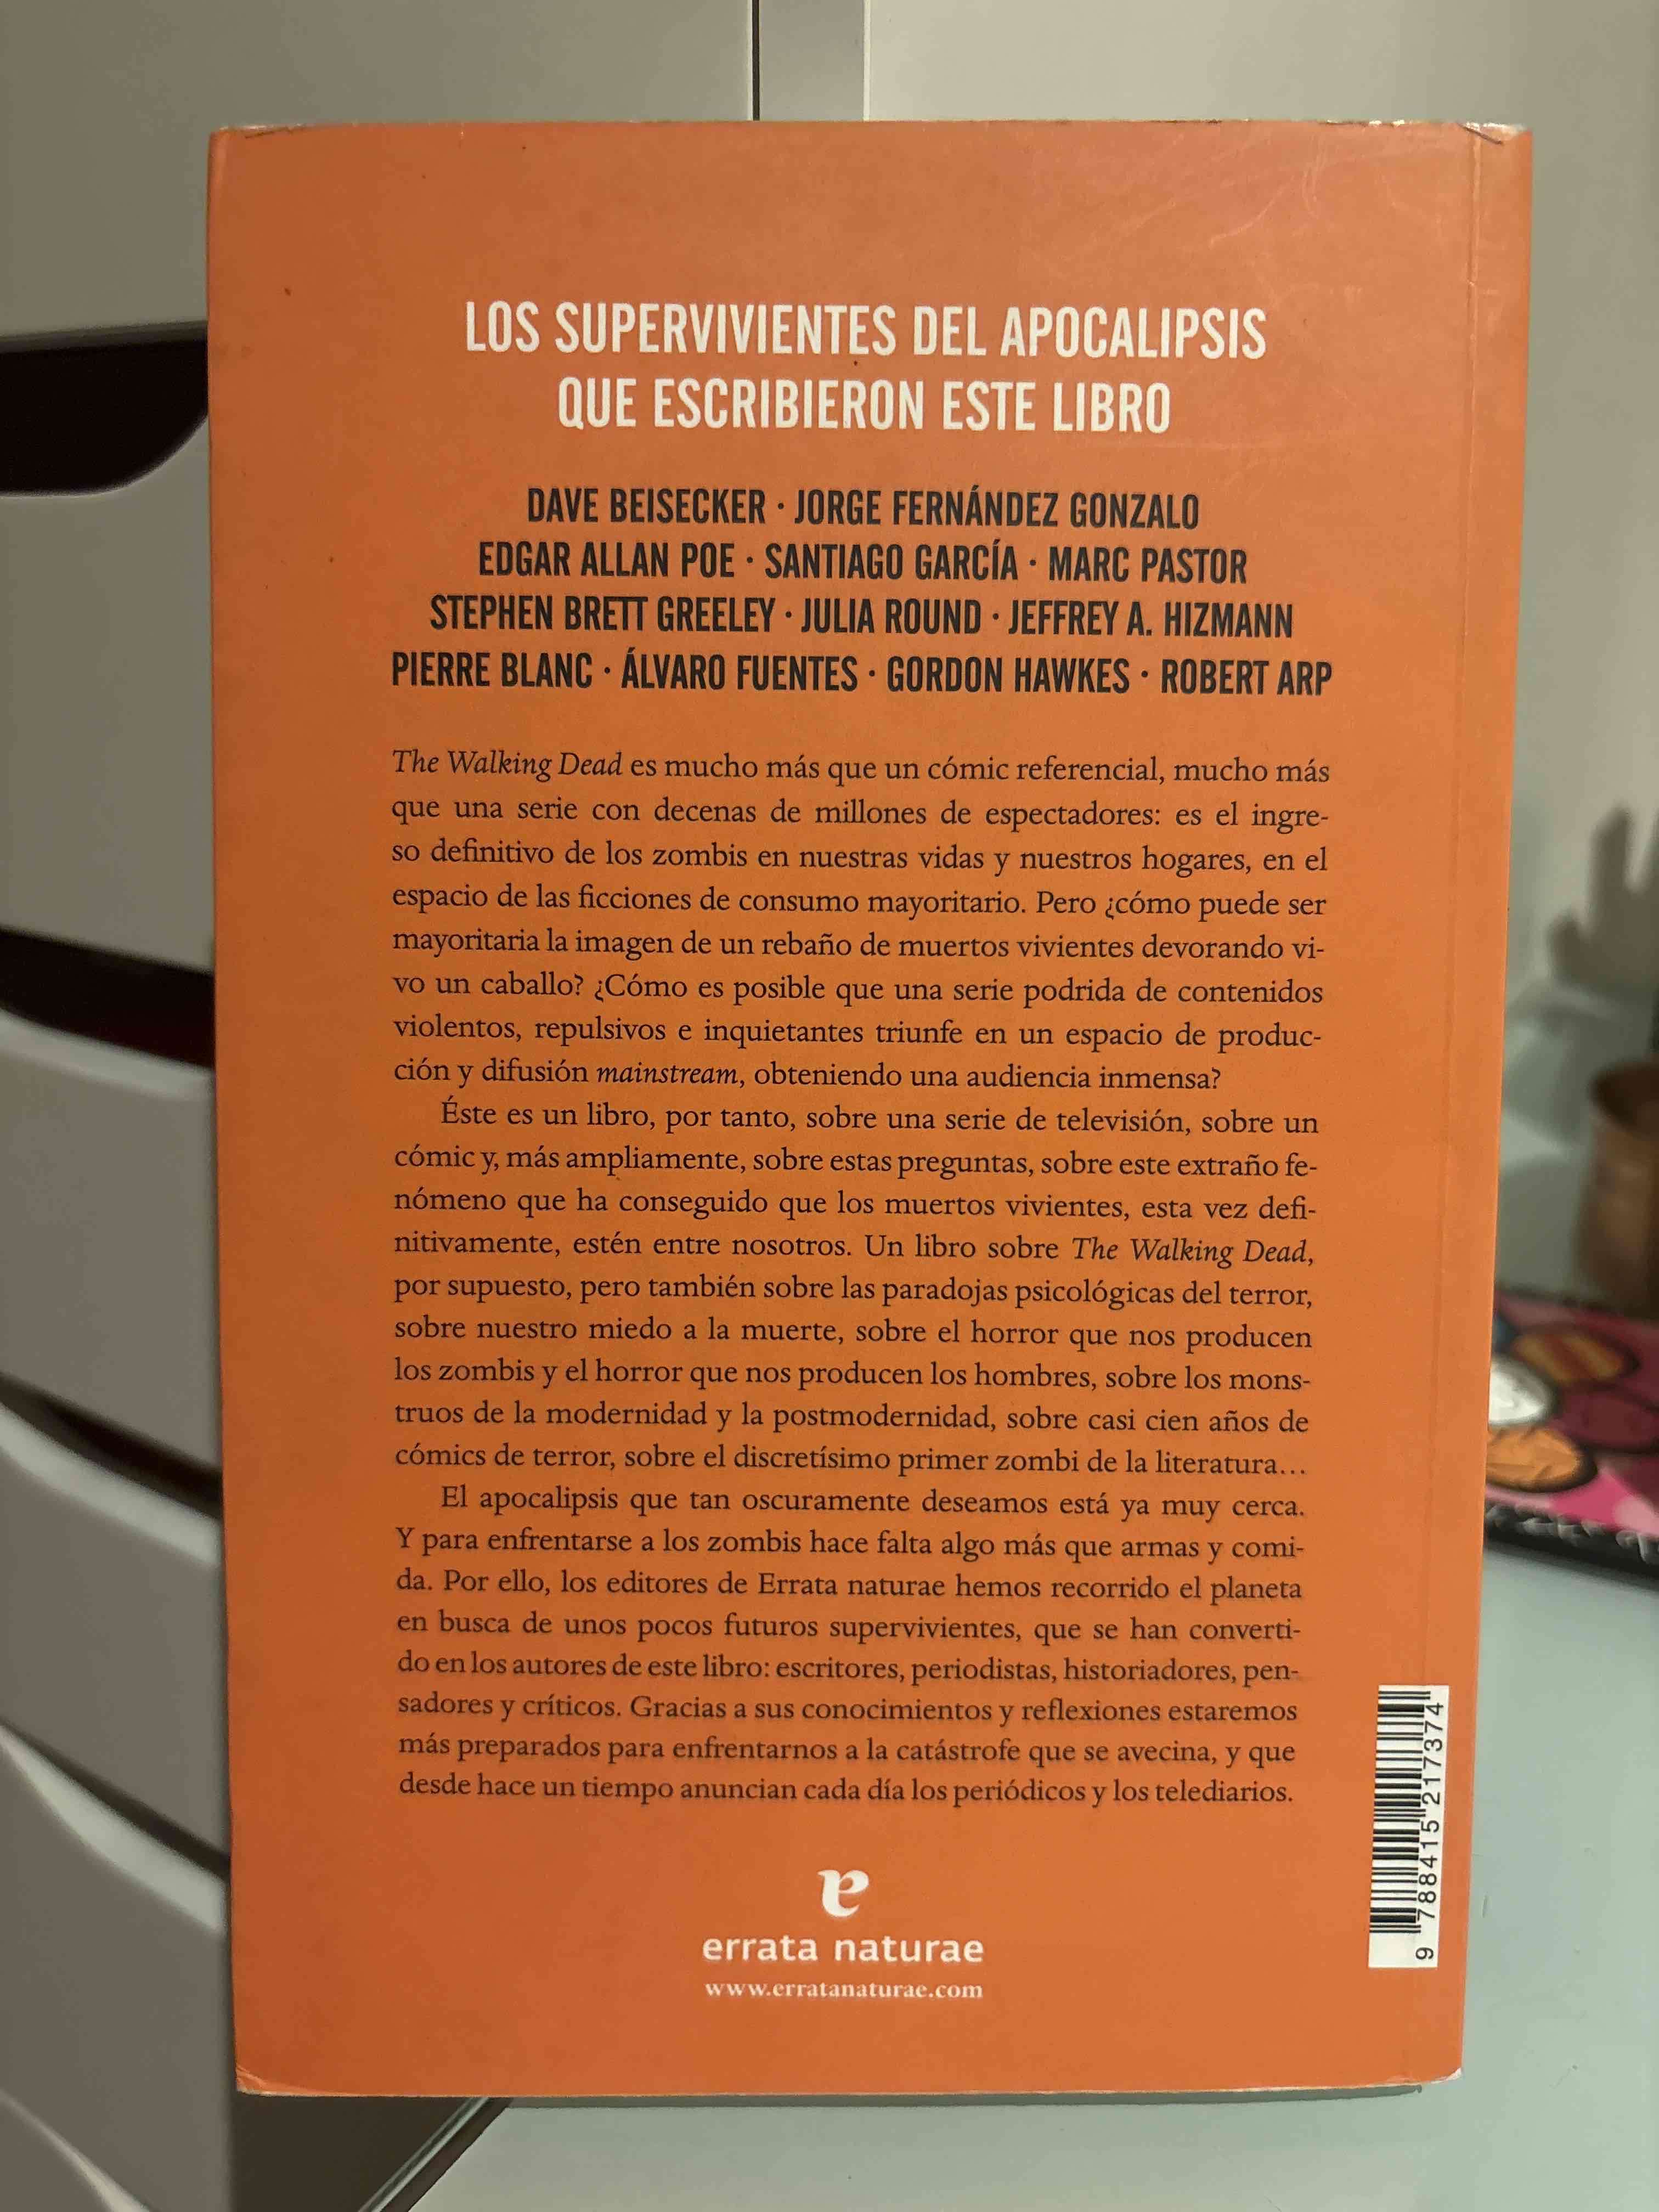 LOS SUPERVIVIENTES DEL APOCALIPSIS
QUE ESCRIBIERON ESTE LIBRO
DAVE BEISECKER · JORGE FERNÁNDEZ GONZALO
EDGAR ALLAN POE · SANTIAGO GARCÍA · MARC PASTOR
STEPHEN BRETT GREELEY · JULIA ROUND · JEFFREY A. HIZMANN
PIERRE BLANC · ÁLVARO FUENTES · GORDON HAWKES · ROBERT ARP
The Walking Dead es mucho más que un cómic referencial, mucho más
que una serie con decenas de millones de espectadores: es el ingre-
so definitivo de los zombis en nuestras vidas y nuestros hogares, en el
espacio de las ficciones de consumo mayoritario. Pero ¿cómo puede ser
mayoritaria la imagen de un rebaño de muertos vivientes devorando vi-
vo un caballo? ¿Cómo es posible que una serie podrida de contenidos
violentos, repulsivos e inquietantes triunfe en un espacio de produc-
ción y difusión mainstream, obteniendo una audiencia inmensa?
Éste es un libro, por tanto, sobre una serie de televisión, sobre un
cómic y, más ampliamente, sobre estas preguntas, sobre este extraño fe-
nómeno que ha conseguido que los muertos vivientes, esta vez defi-
nitivamente, estén entre nosotros. Un libro sobre The Walking Dead,
por supuesto, pero también sobre las paradojas psicológicas del terror,
sobre nuestro miedo a la muerte, sobre el horror que nos producen
los zombis y el horror que nos producen los hombres, sobre los mons-
truos de la modernidad y la postmodernidad, sobre casi cien años de
cómics de terror, sobre el discretísimo primer zombi de la literatura...
El apocalipsis que tan oscuramente deseamos está ya muy cerca.
Y para enfrentarse a los zombis hace falta algo más que armas y comi-
da. Por ello, los editores de Errata naturae hemos recorrido el planeta
en busca de unos pocos futuros supervivientes, que se han converti-
do en los autores de este libro: escritores, periodistas, historiadores, pen-
sadores y críticos. Gracias a sus conocimientos y reflexiones estaremos
más preparados para enfrentarnos a la catástrofe que se avecina, y que
desde hace un tiempo anuncian cada día los periódicos y los telediarios.
e
errata naturae
www.erratanaturae.com
9 788415 217374